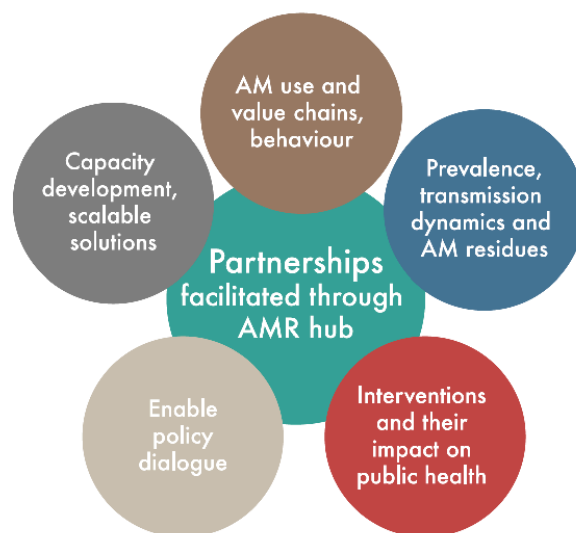 AM use and
value chains,
behaviour
Prevalence,
transmission
dynamics and
AM residues
Interventions
and their
impact on
public health
Enable
policy
dialogue
Capacity
development,
scalable
solutions
Partnerships
facilitated through
AMR hub